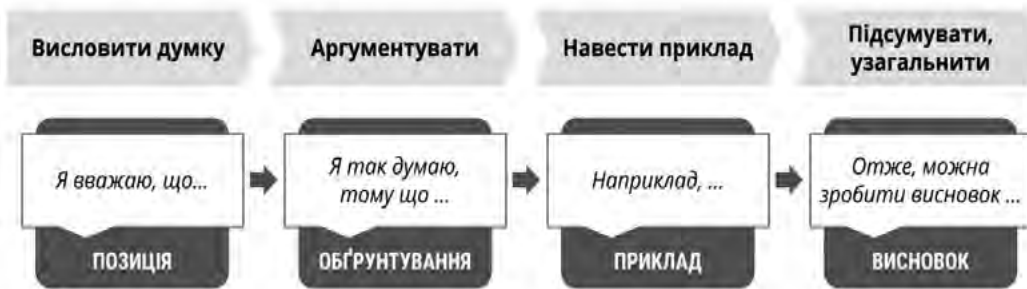 Висловити думку
Аргументувати
Навести приклад
Підсумувати,
узагальнити
Я вважаю, що...
Я так думаю,
тому що ...
Наприклад, ...
Отже, можна
зробити висновок ...
ПОЗИЦІЯ
ОБҐРУНТУВАННЯ
ПРИКЛАД
ВИСНОВОК